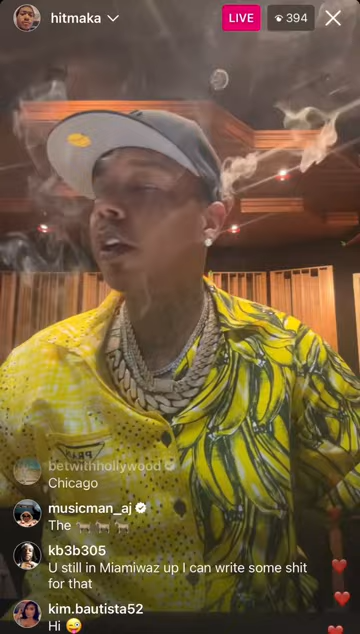 hitmaka
LIVE
394
betwithhollywood
Chicago
musicman_aj
The 🐐 🐐 🐐
kb3b305
U still in Miamiwaz up I can write some shit
for that
kim.bautista52
Hi 😜